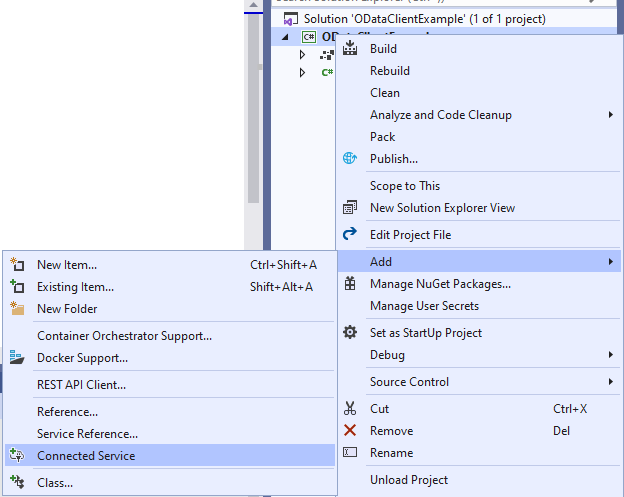 Solution 'ODataClientExample' (1 of 1 project)
Build
Rebuild
Clean
Analyze and Code Cleanup
Pack
Publish...
Scope to This
New Solution Explorer View
Edit Project File
Add
Manage NuGet Packages...
Manage User Secrets
Set as StartUp Project
Debug
Source Control
Cut Ctrl+X
Remove Del
Rename
Unload Project
New Item... Ctrl+Shift+A
Existing Item... Shift+Alt+A
New Folder
Container Orchestrator Support...
Docker Support...
REST API Client...
Reference...
Service Reference...
Connected Service
Class...